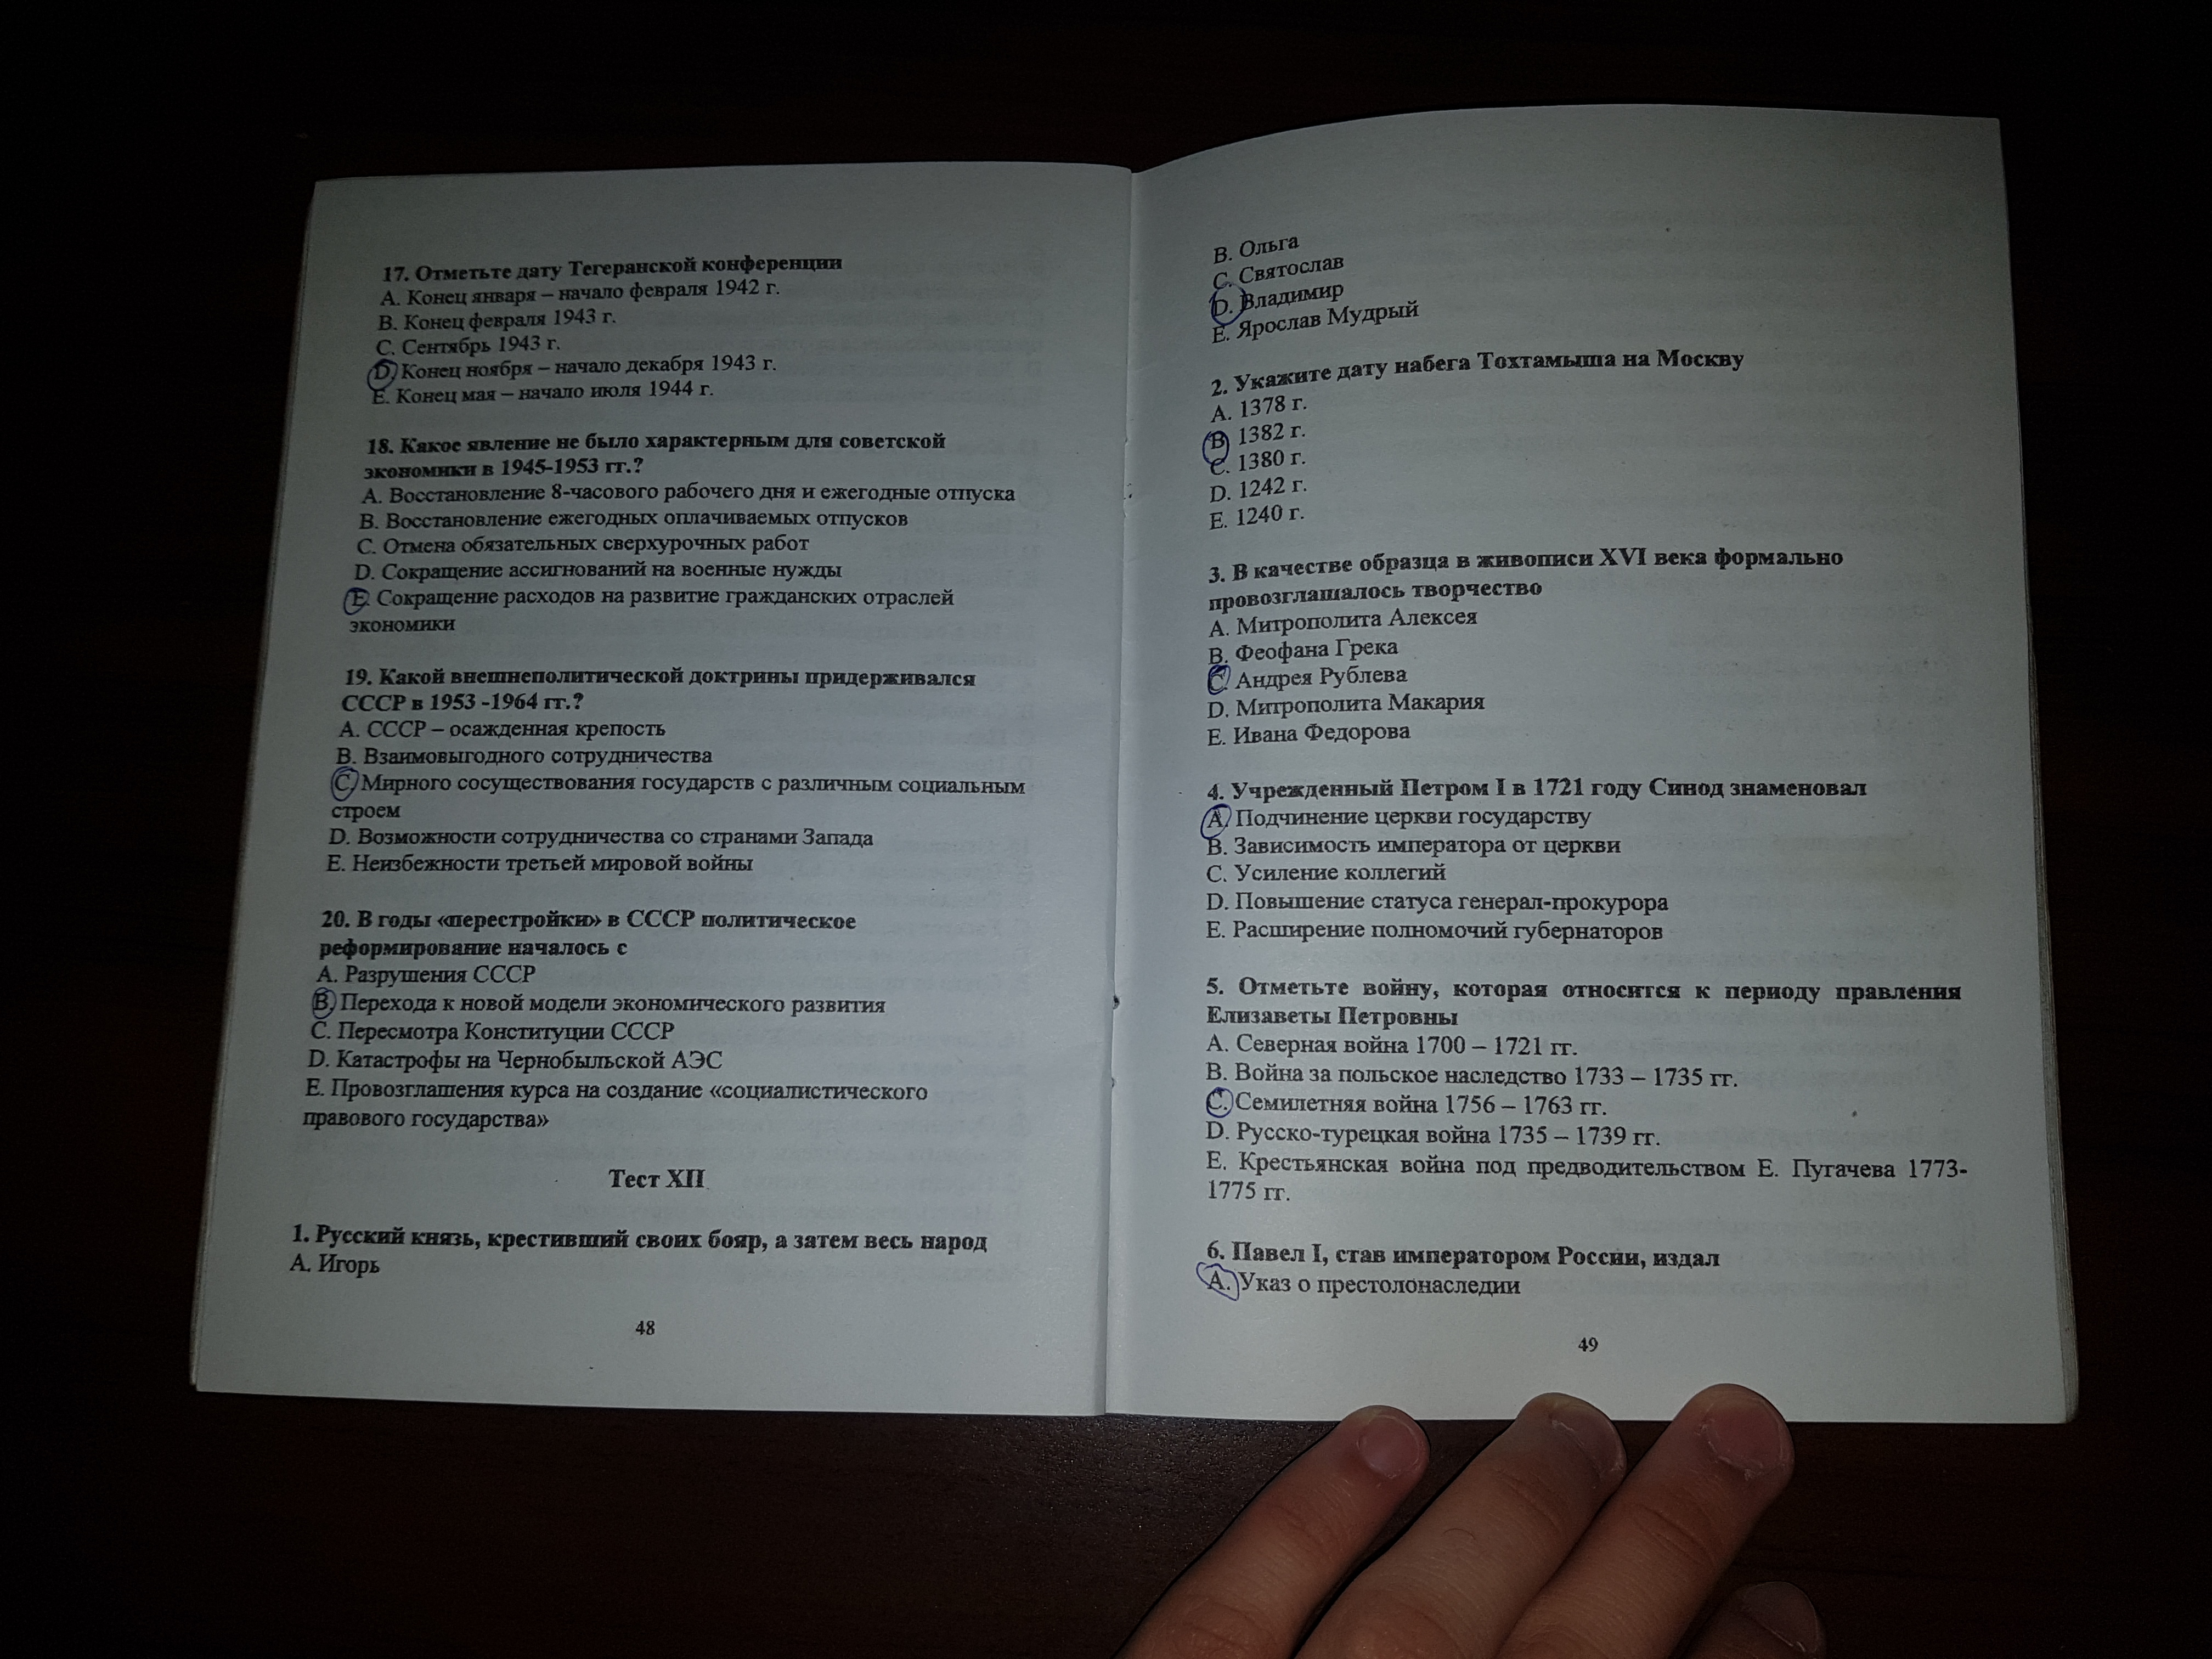 17. Отметьте дату Тегеранской конференции
A. Конец января – начало февраля 1942 г.
B. Конец февраля 1943 г.
C. Сентябрь 1943 г.
D. Конец ноября – начало декабря 1943 г.
E. Конец мая – начало июля 1944 г.
18. Какое явление не было характерным для советской
экономики в 1945-1953 гг.?
A. Восстановление 8-часового рабочего дня и ежегодные отпуска
B. Восстановление ежегодных оплачиваемых отпусков
C. Отмена обязательных сверхурочных работ
D. Сокращение ассигнований на военные нужды
E. Сокращение расходов на развитие гражданских отраслей
экономики
19. Какой внешнеполитической доктрины придерживался
СССР в 1953 -1964 гг.?
A. СССР – осажденная крепость
B. Взаимовыгодного сотрудничества
C. Мирного сосуществования государств с различным социальным
строем
D. Возможности сотрудничества со странами Запада
E. Неизбежности третьей мировой войны
20. В годы «перестройки» в СССР политическое
реформирование началось с
A. Разрушения СССР
B. Перехода к новой модели экономического развития
C. Пересмотра Конституции СССР
D. Катастрофы на Чернобыльской АЭС
E. Провозглашения курса на создание «социалистического
правового государства»
Тест XII
1. Русский князь, крестивший своих бояр, а затем весь народ
A. Игорь
48
B. Ольга
C. Святослав
D. Владимир
E. Ярослав Мудрый
2. Укажите дату набега Тохтамыша на Москву
A. 1378 г.
B. 1382 г.
C. 1380 г.
D. 1242 г.
E. 1240 г.
3. В качестве образца в живописи XVI века формально
провозглашалось творчество
A. Митрополита Алексея
B. Феофана Грека
C. Андрея Рублева
D. Митрополита Макария
E. Ивана Федорова
4. Учрежденный Петром I в 1721 году Синод знаменовал
A. Подчинение церкви государству
B. Зависимость императора от церкви
C. Усиление коллегий
D. Повышение статуса генерал-прокурора
E. Расширение полномочий губернаторов
5. Отметьте войну, которая относится к периоду правления
Елизаветы Петровны
A. Северная война 1700 – 1721 гг.
B. Война за польское наследство 1733 – 1735 гг.
C. Семилетняя война 1756 – 1763 гг.
D. Русско-турецкая война 1735 – 1739 гг.
E. Крестьянская война под предводительством Е. Пугачева 1773-
1775 гг.
6. Павел I, став императором России, издал
A. Указ о престолонаследии
49